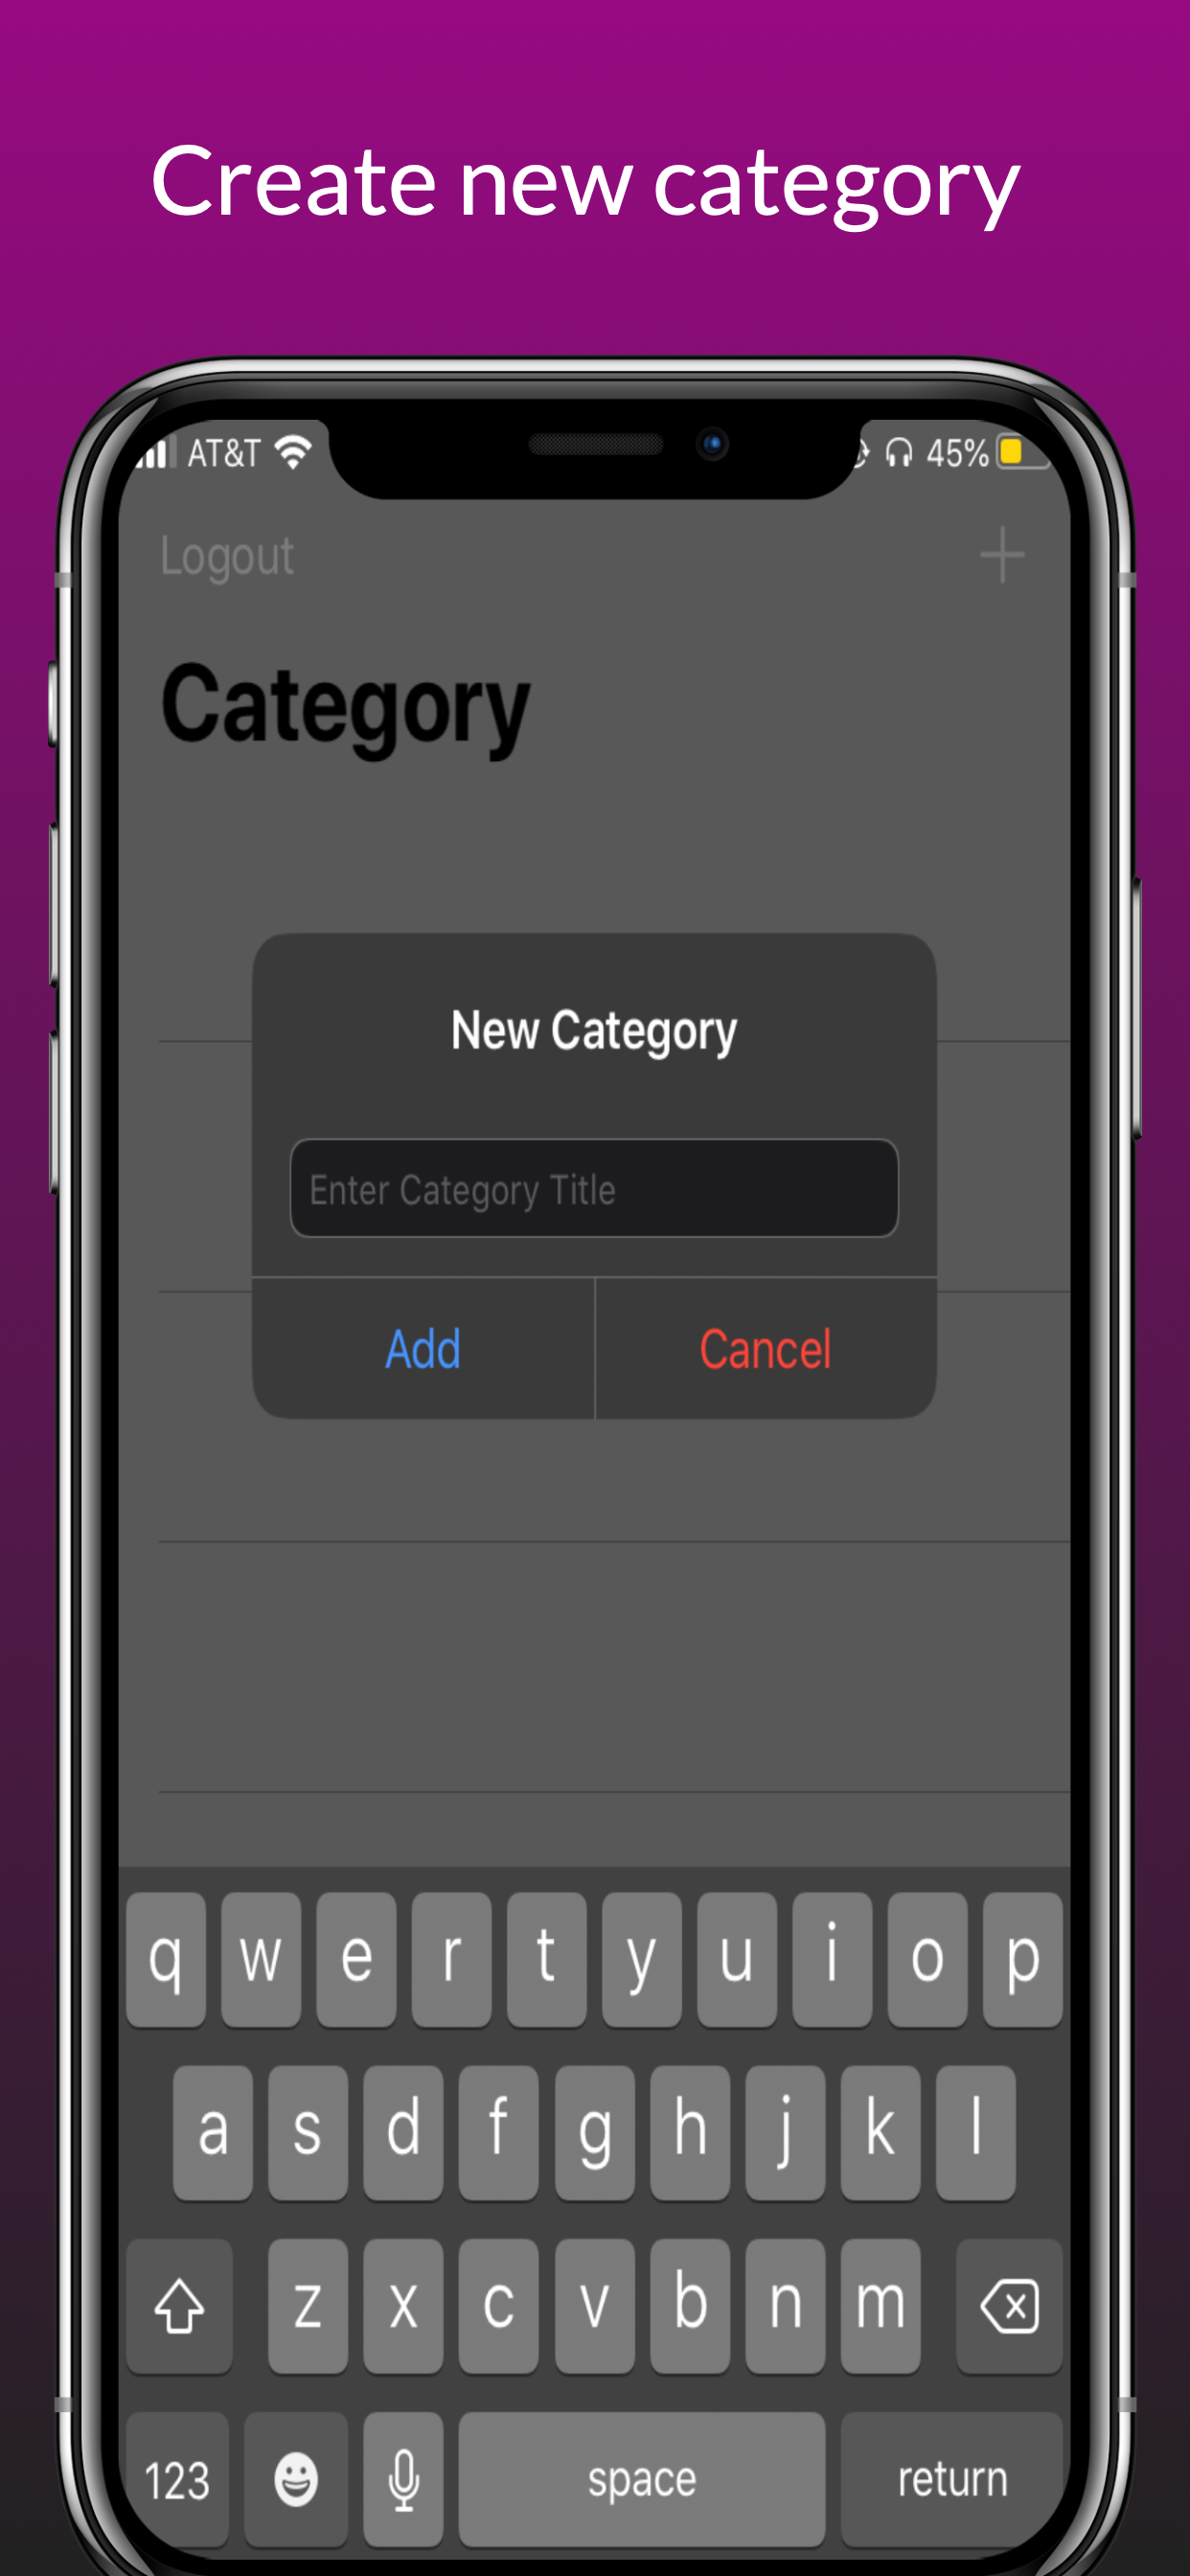 Create new category
AT&T 45%
Logout
Category
New Category
Enter Category Title
Add Cancel
q w e r t y u i o p
a s d f g h j k l
z x c v b n m
123 space return